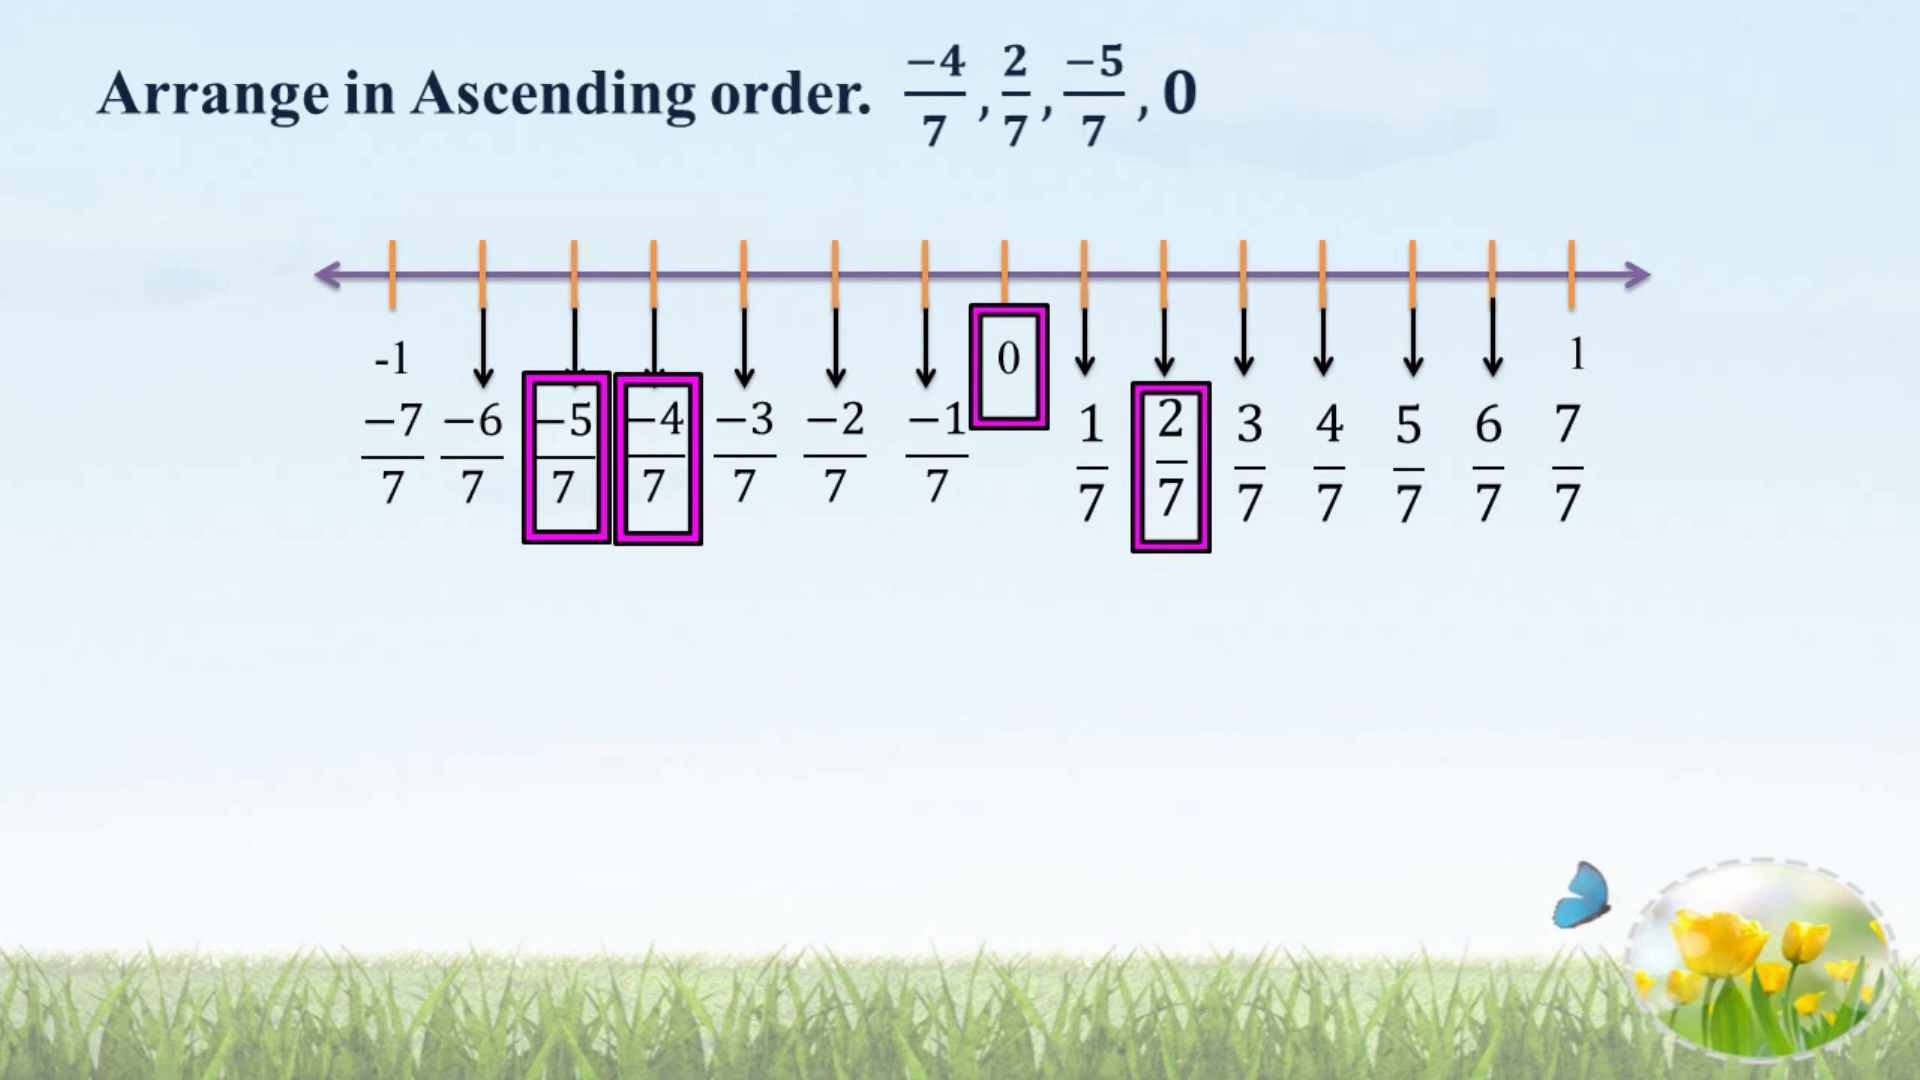 Arrange in Ascending order. −4/7 , 2/7 , −5/7 , 0
-1 0 1
−7/7 −6/7 −5/7 −4/7 −3/7 −2/7 −1/7 1/7 2/7 3/7 4/7 5/7 6/7 7/7